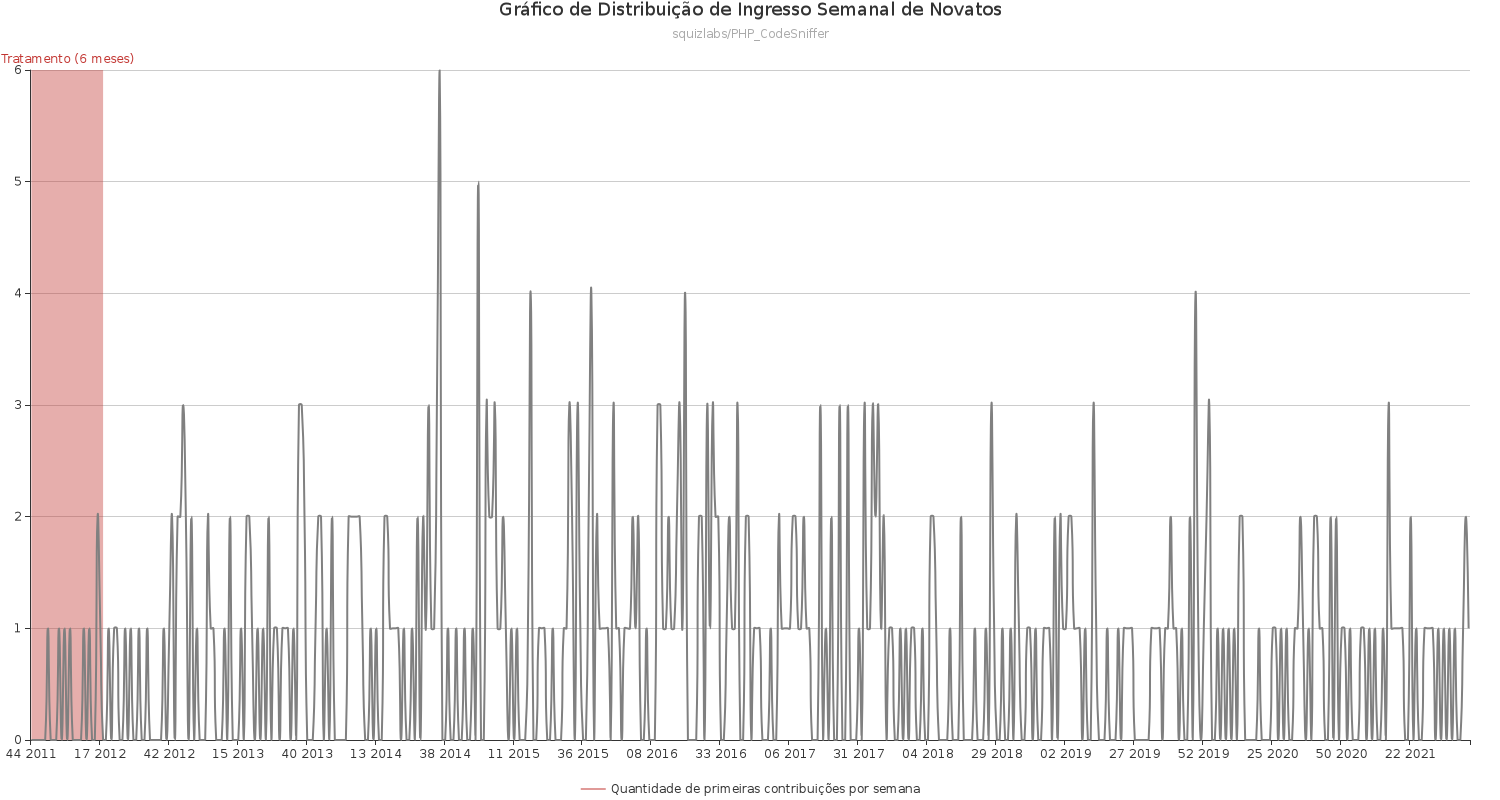 Gráfico de Distribuição de Ingresso Semanal de Novatos
squizlabs/PHP_CodeSniffer
Tratamento (6 meses)
6
5
4
3
2
1
0
44 2011 17 2012 42 2012 15 2013 40 2013 13 2014 38 2014 11 2015 36 2015 08 2016 33 2016 06 2017 31 2017 04 2018 29 2018 02 2019 27 2019 52 2019 25 2020 50 2020 22 2021
Quantidade de primeiras contribuições por semana